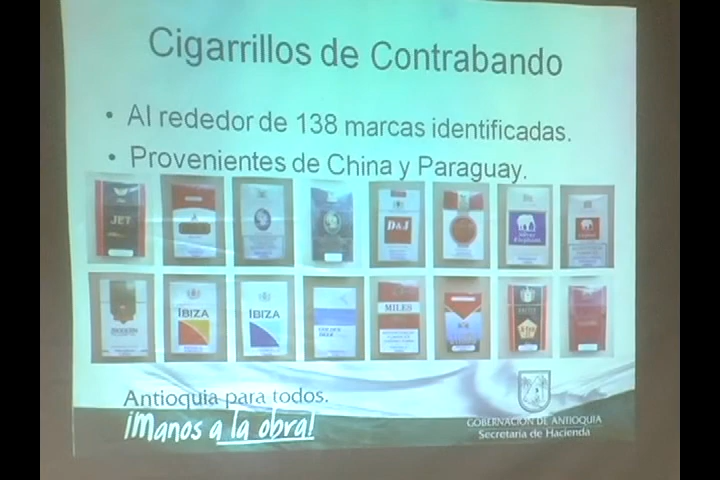 Cigarrillos de Contrabando
• Al rededor de 138 marcas identificadas.
• Provenientes de China y Paraguay.
JET
D&J
IBIZA
IBIZA
MILES
Antioquia para todos.
¡Manos a la obra!
GOBERNACIÓN DE ANTIOQUIA
Secretaría de Hacienda